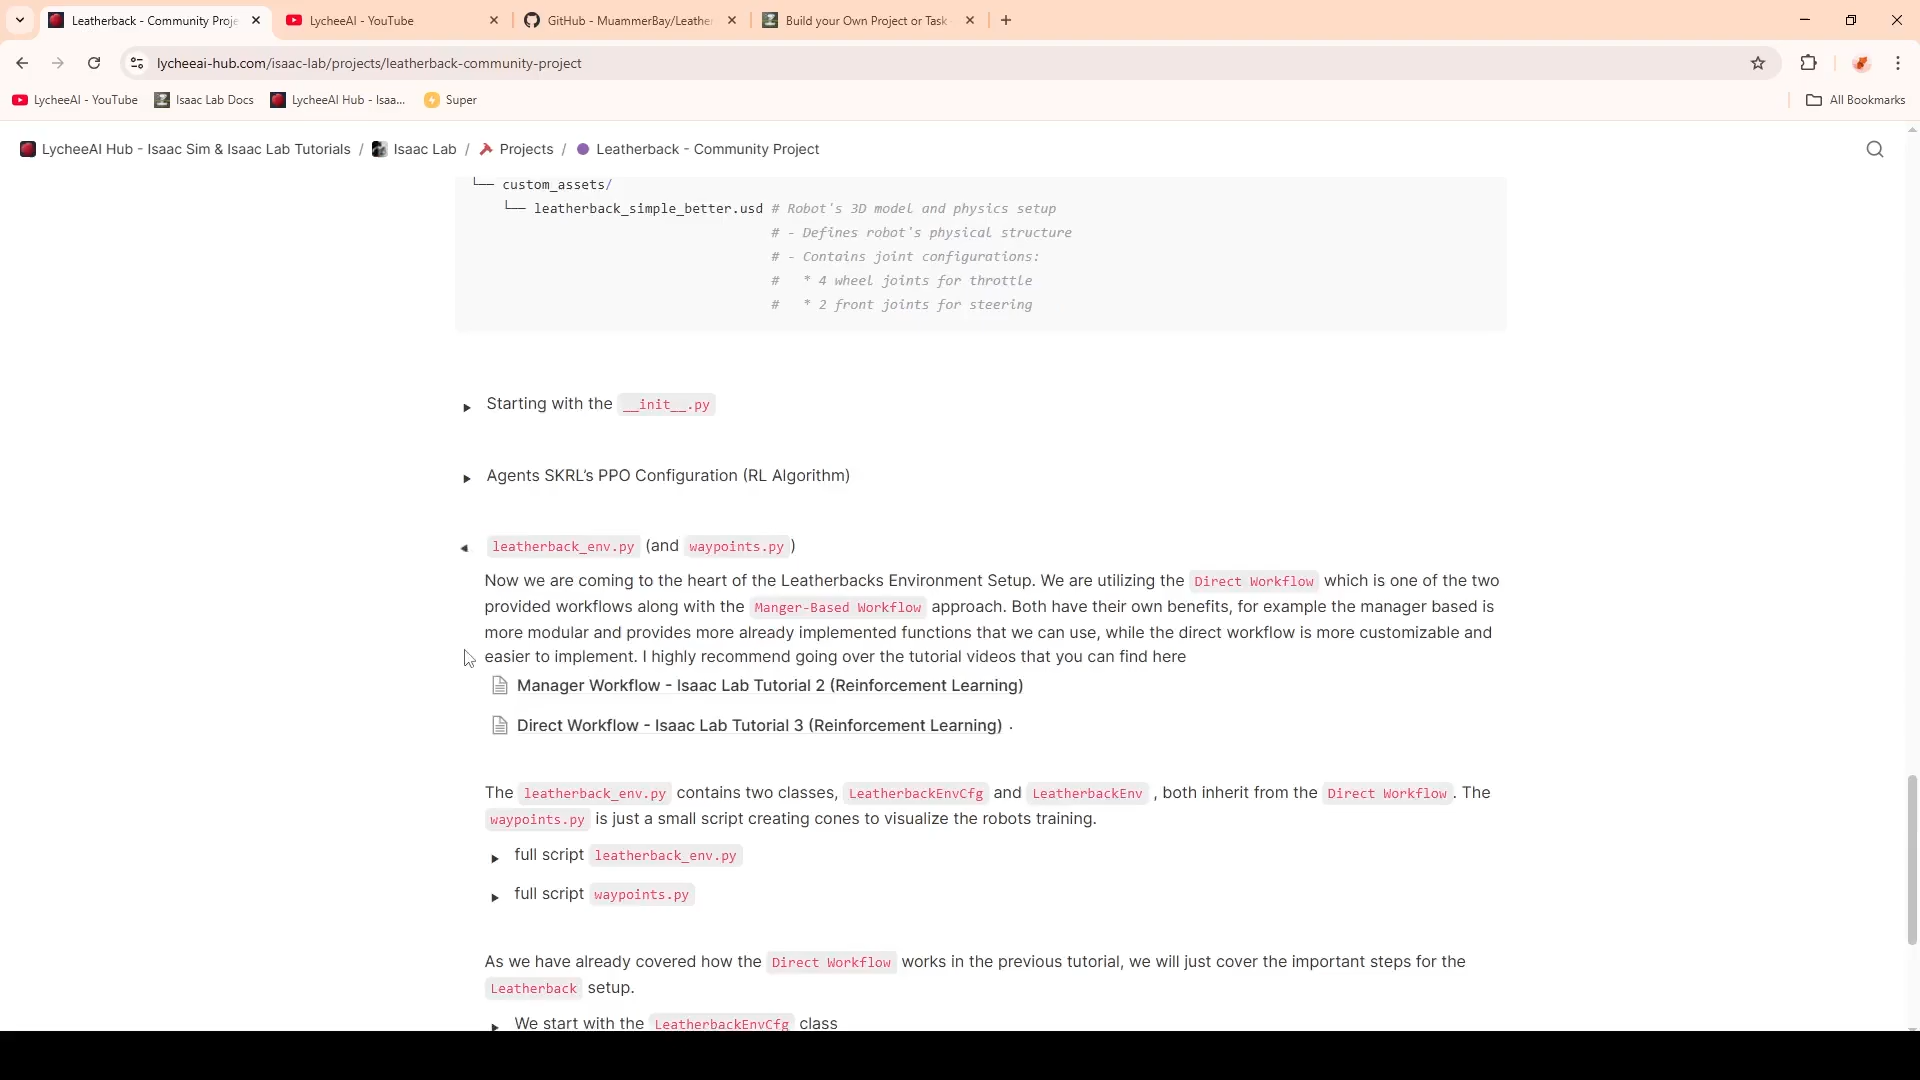 Leatherback - Community Proje
LycheeAI - YouTube
GitHub - MuammerBay/Leather
Build your Own Project or Task
lycheeai-hub.com/isaac-lab/projects/leatherback-community-project
LycheeAI - YouTube
Isaac Lab Docs
LycheeAI Hub - Isaa...
Super
All Bookmarks
LycheeAI Hub - Isaac Sim & Isaac Lab Tutorials / Isaac Lab / Projects / Leatherback - Community Project
└── custom_assets/
└── leatherback_simple_better.usd # Robot's 3D model and physics setup
# - Defines robot's physical structure
# - Contains joint configurations:
#   * 4 wheel joints for throttle
#   * 2 front joints for steering
Starting with the __init__.py
Agents SKRL’s PPO Configuration (RL Algorithm)
leatherback_env.py (and waypoints.py)
Now we are coming to the heart of the Leatherbacks Environment Setup. We are utilizing the Direct Workflow which is one of the two
provided workflows along with the Manger-Based Workflow approach. Both have their own benefits, for example the manager based is
more modular and provides more already implemented functions that we can use, while the direct workflow is more customizable and
easier to implement. I highly recommend going over the tutorial videos that you can find here
Manager Workflow - Isaac Lab Tutorial 2 (Reinforcement Learning)
Direct Workflow - Isaac Lab Tutorial 3 (Reinforcement Learning) .
The leatherback_env.py contains two classes, LeatherbackEnvCfg and LeatherbackEnv , both inherit from the Direct Workflow. The
waypoints.py is just a small script creating cones to visualize the robots training.
full script leatherback_env.py
full script waypoints.py
As we have already covered how the Direct Workflow works in the previous tutorial, we will just cover the important steps for the
Leatherback setup.
We start with the LeatherbackEnvCfg class